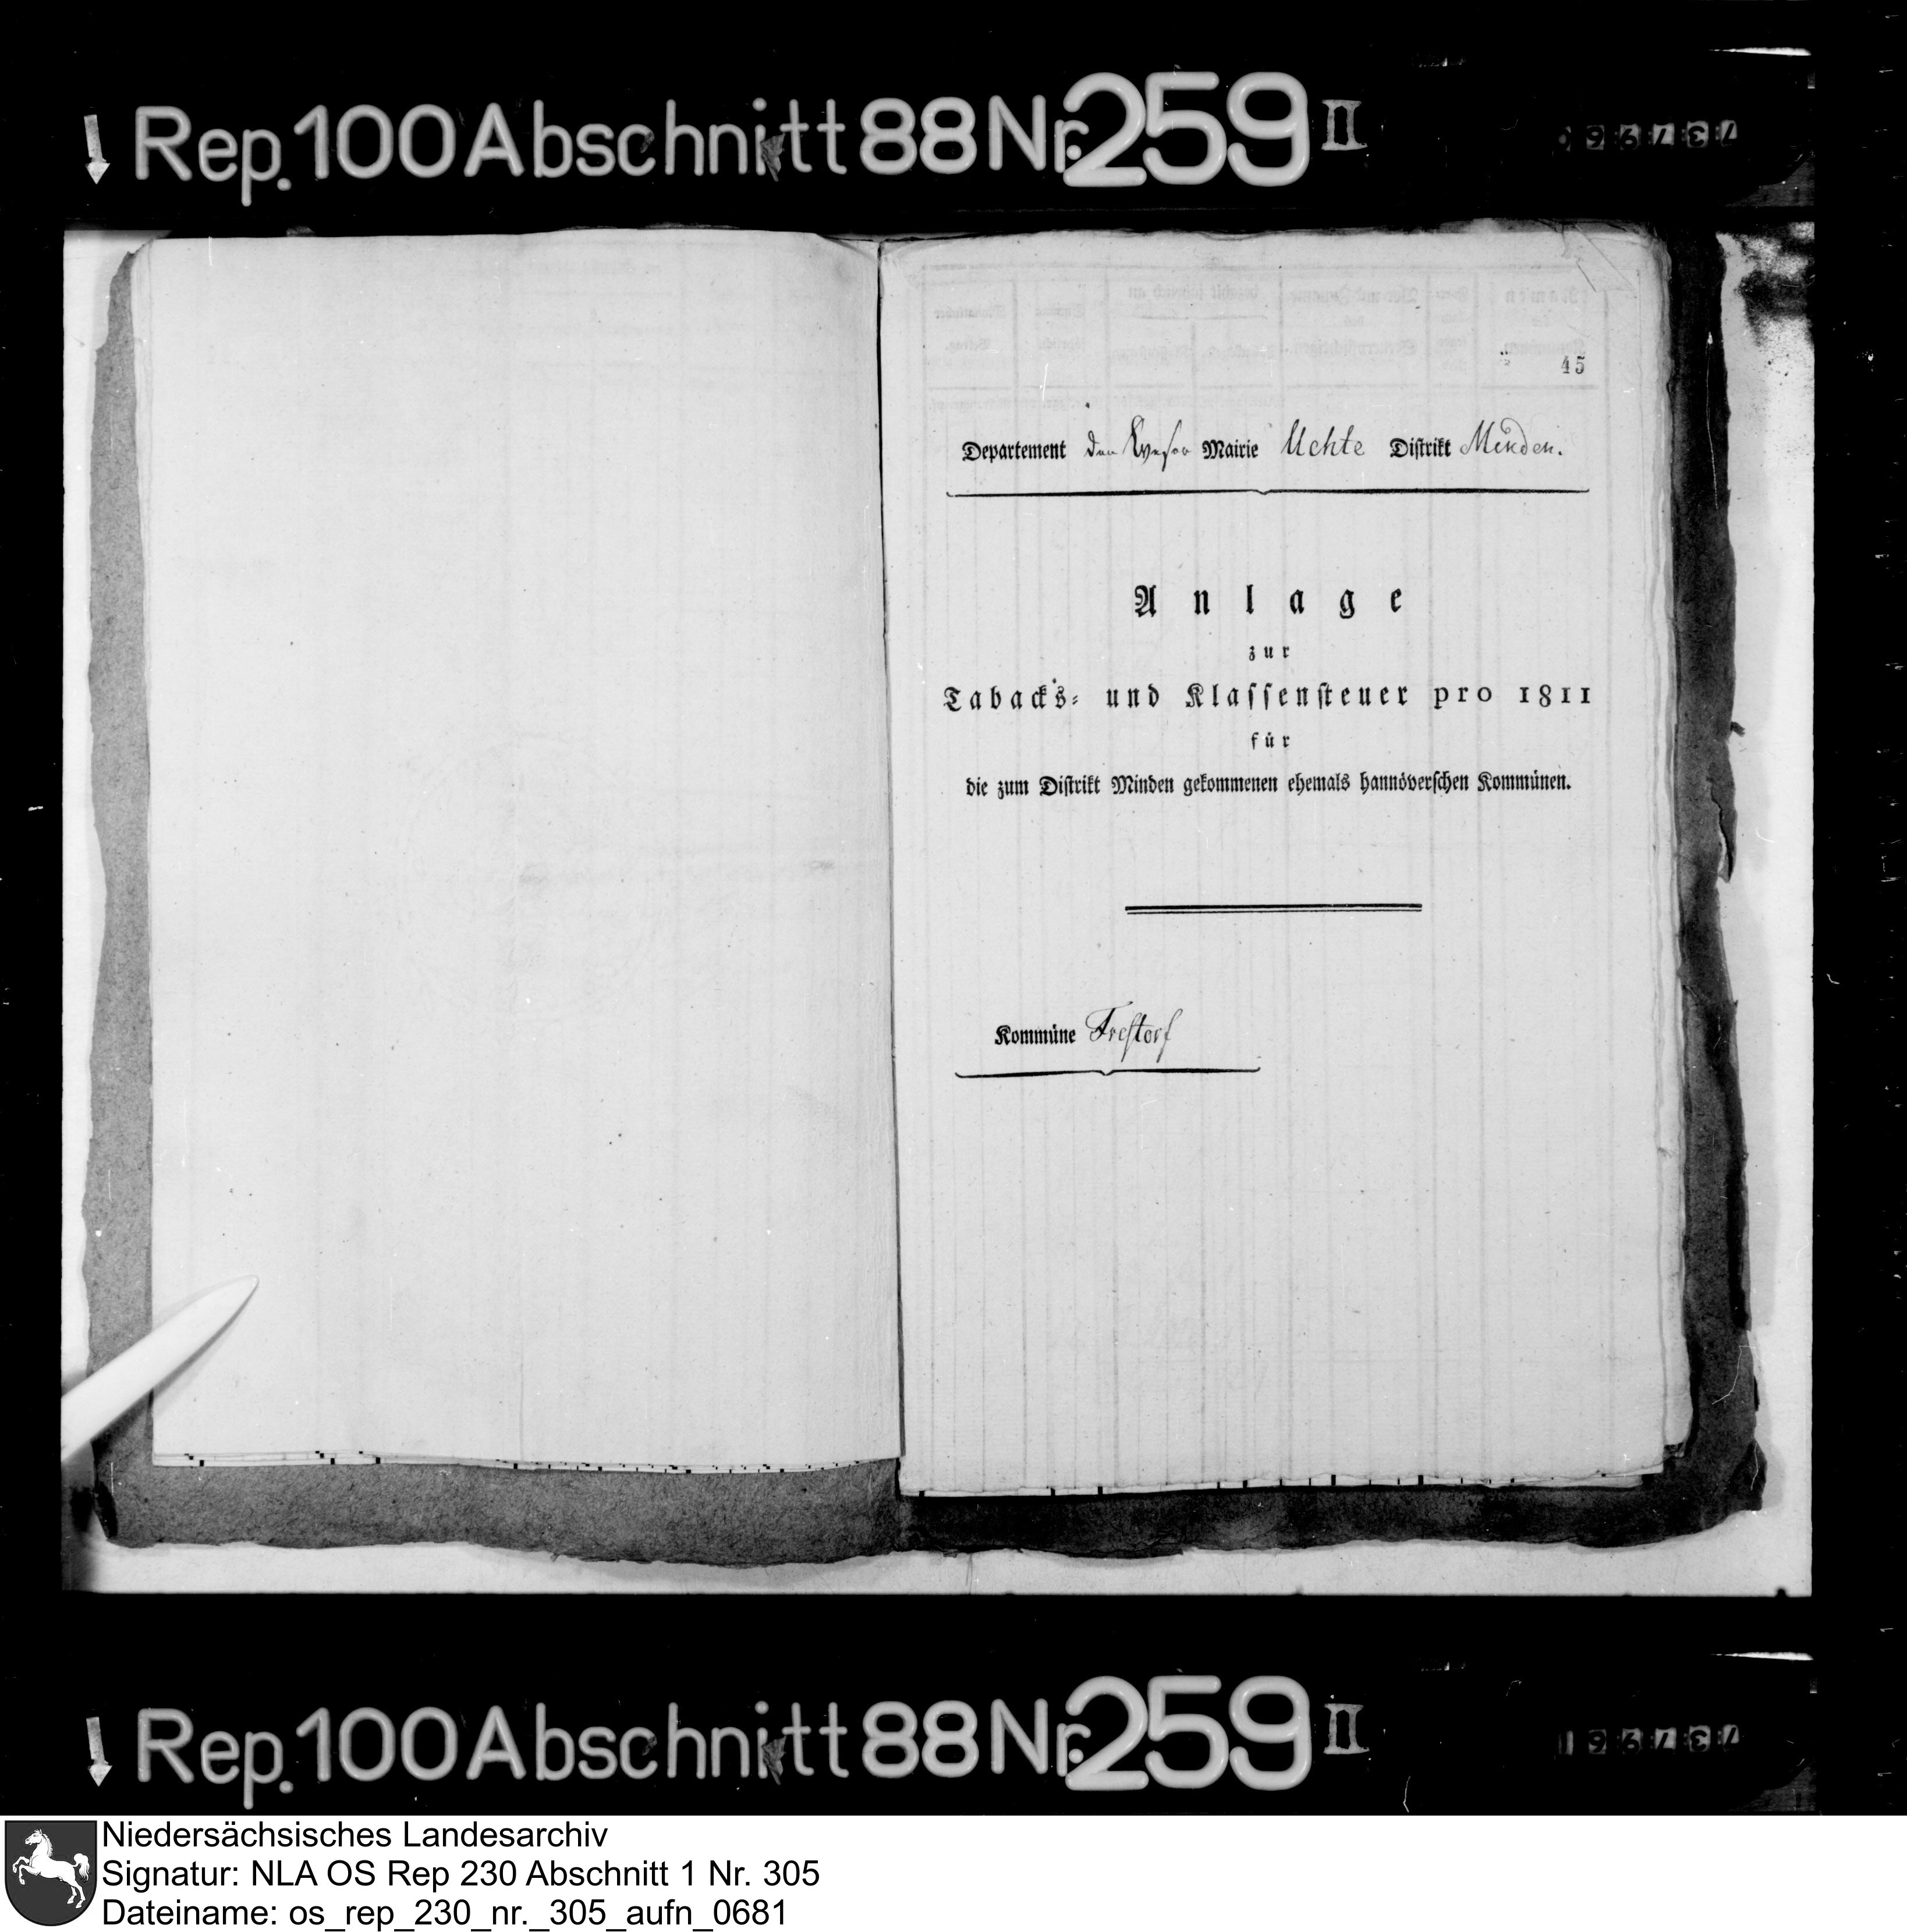 Rep. 100 Abschnitt 88 Nr. 259 II
45
Departement der Weser Mairie Uchte Distrikt Minden.
Anlage
zur
Tabacks- und Klassensteuer pro 1811
für
die zum Distrikt Minden gekommenen ehemals hannöverschen Kommünen.
Kommüne Frestorf
Rep. 100 Abschnitt 88 Nr. 259 II
Niedersächsisches Landesarchiv
Signatur: NLA OS Rep 230 Abschnitt 1 Nr. 305
Dateiname: os_rep_230_nr._305_aufn_0681